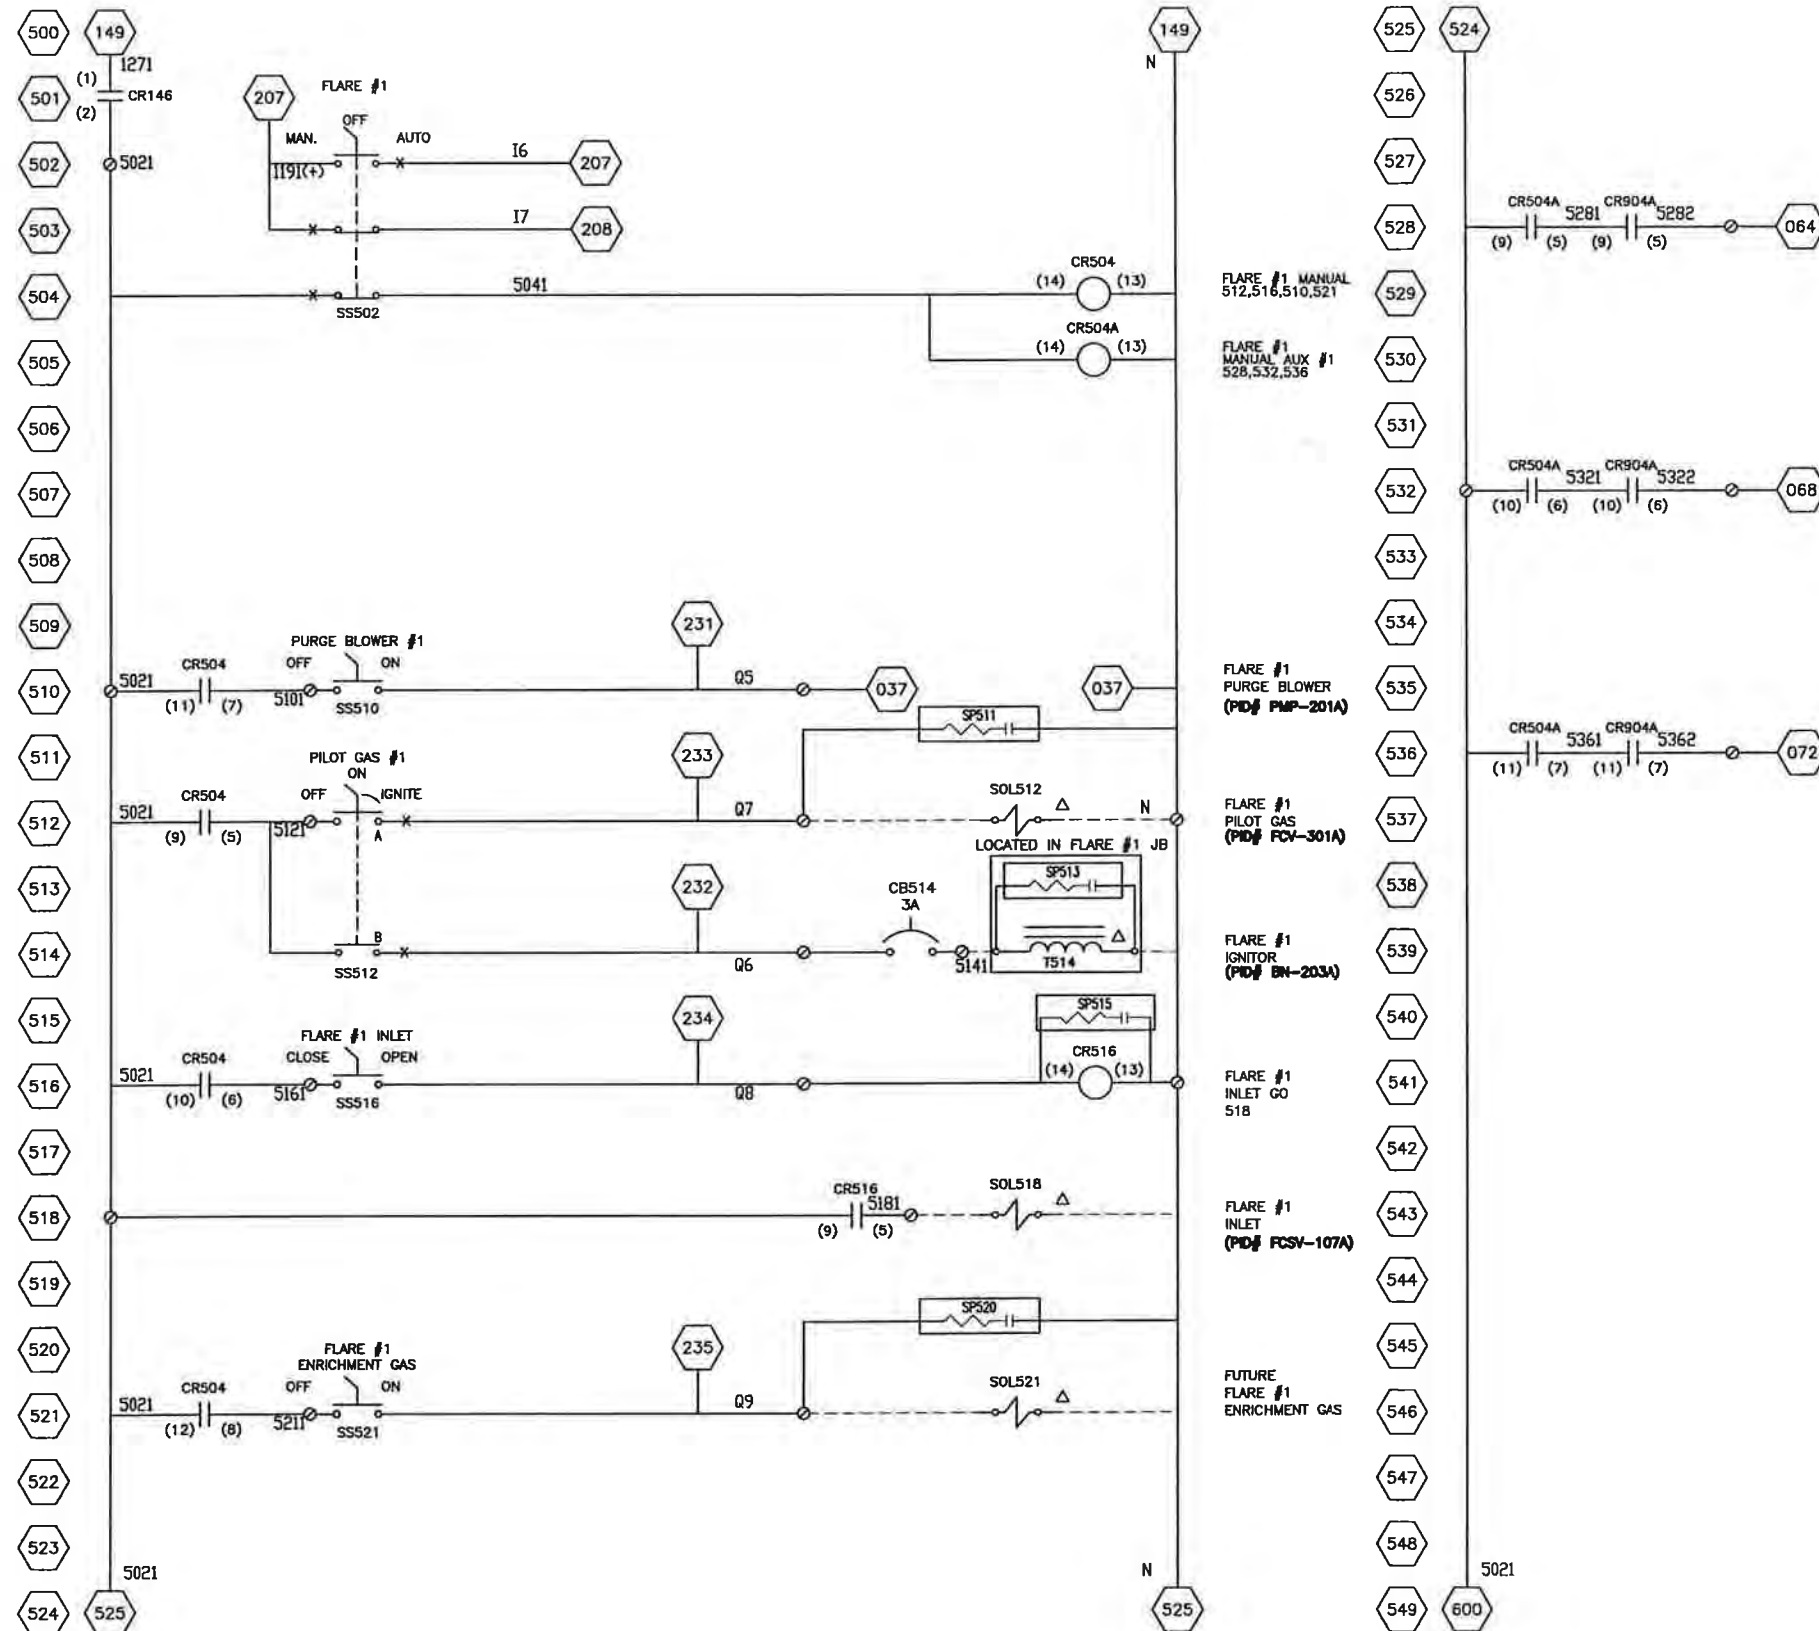 500 149 149 525 524
1271 N
(1) CR146 (2)
501 207 FLARE #1 526
OFF
MAN. AUTO
502 5021 1191(+) I6 207 527
503 I7 208 528
CR504A 5281 CR904A 5282 064
(9) (5) (9) (5)
504 5041 CR504 529
(14) (13)
SS502
FLARE #1 MANUAL
512,516,510,521
CR504A
(14) (13)
505 530
FLARE #1
MANUAL AUX #1
528,532,536
506 531
507 532
CR504A 5321 CR904A 5322 068
(10) (6) (10) (6)
508 533
509 231 534
PURGE BLOWER #1
CR504 OFF ON
510 5021 Q5 037 037 535
(11) (7) 5101 SS510
FLARE #1
PURGE BLOWER
(PID# PMP-201A)
SP511
511 233 536
CR504A 5361 CR904A 5362 072
(11) (7) (11) (7)
PILOT GAS #1
ON
CR504 OFF IGNITE SOL512
512 5021 Q7 N 537
(9) (5) 5121 A
FLARE #1
PILOT GAS
(PID# FCV-301A)
LOCATED IN FLARE #1 JB
SP513
513 232 CB514 538
3A
514 B Q6 5141 T514 539
SS512
FLARE #1
IGNITOR
(PID# BN-203A)
515 234 SP515 540
FLARE #1 INLET
CR504 CLOSE OPEN CR516
516 5021 Q8 (14) (13) 541
(10) (6) 5161 SS516
FLARE #1
INLET GO
518
517 542
CR516 5181 SOL518
518 543
(9) (5)
FLARE #1
INLET
(PID# FCSV-107A)
519 544
SP520
520 235 545
FLARE #1
ENRICHMENT GAS
CR504 OFF ON SOL521
521 5021 Q9 546
(12) (8) 5211 SS521
FUTURE
FLARE #1
ENRICHMENT GAS
522 547
523 548
5021 N 5021
524 525 525 549 600